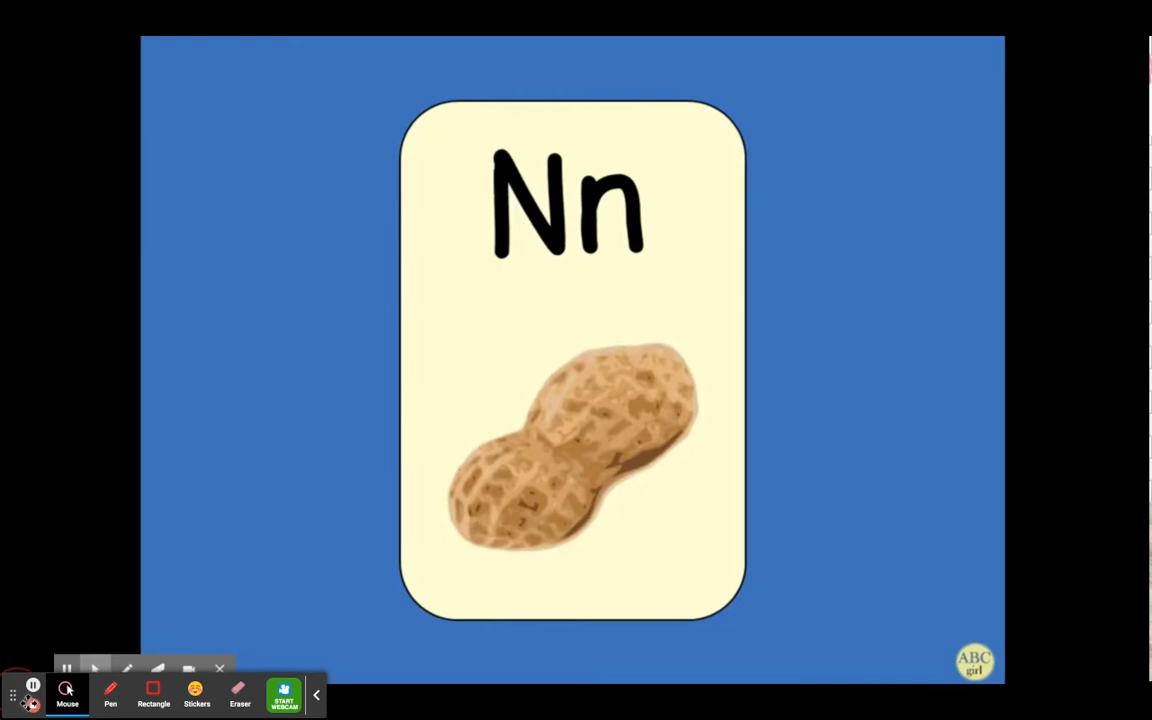 Nn
ABC
girl
Mouse
Pen
Rectangle
Stickers
Eraser
START
WEBCAM